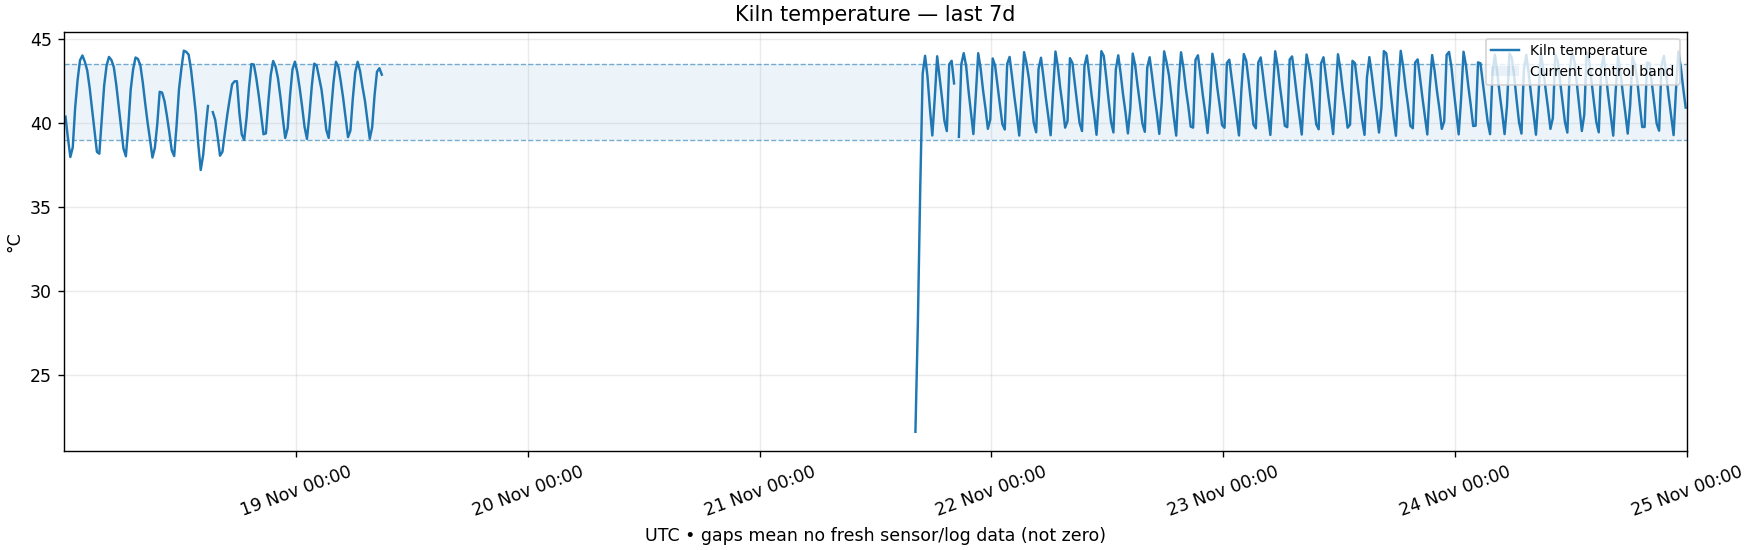 Kiln temperature — last 7d
Kiln temperature
Current control band
°C
45
40
35
30
25
19 Nov 00:00
20 Nov 00:00
21 Nov 00:00
22 Nov 00:00
23 Nov 00:00
24 Nov 00:00
25 Nov 00:00
UTC • gaps mean no fresh sensor/log data (not zero)